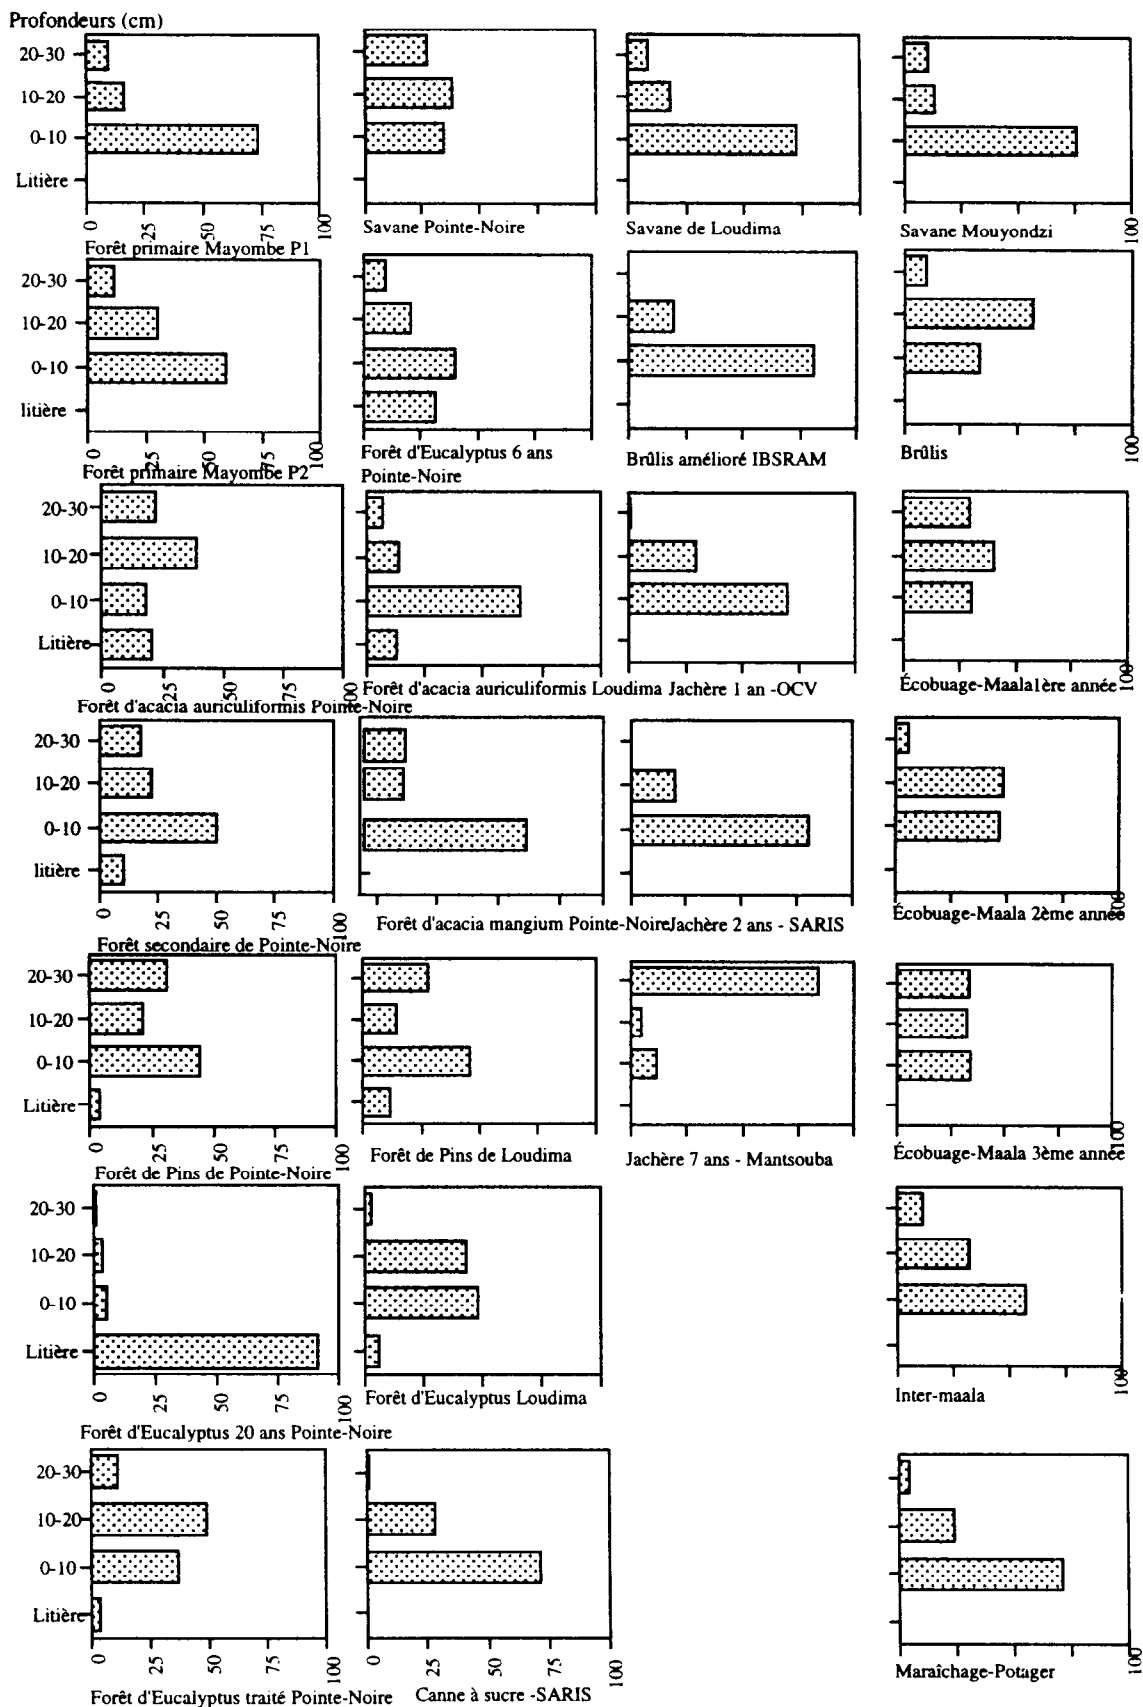 Profondeurs (cm)
20-30
10-20
0-10
Litière
0 25 50 75 100
Forêt primaire Mayombe P1
Savane Pointe-Noire
Savane de Loudima
100
Savane Mouyondzi
20-30
10-20
0-10
litière
0 25 50 75 100
Forêt primaire Mayombe P2
Forêt d'Eucalyptus 6 ans
Pointe-Noire
Brûlis amélioré IBSRAM
100
Brûlis
20-30
10-20
0-10
Litière
0 25 50 75 100
Forêt d'acacia auriculiformis Pointe-Noire
Forêt d'acacia auriculiformis Loudima
Jachère 1 an -OCV
100
Écobuage-Maala1ère année
20-30
10-20
0-10
litière
0 25 50 75 100
Forêt secondaire de Pointe-Noire
Forêt d'acacia mangium Pointe-Noire
Jachère 2 ans - SARIS
100
Écobuage-Maala 2ème année
20-30
10-20
0-10
Litière
0 25 50 75 100
Forêt de Pins de Pointe-Noire
Forêt de Pins de Loudima
Jachère 7 ans - Mantsouba
100
Écobuage-Maala 3ème année
20-30
10-20
0-10
Litière
0 25 50 75 100
Forêt d'Eucalyptus 20 ans Pointe-Noire
Forêt d'Eucalyptus Loudima
100
Inter-maala
20-30
10-20
0-10
Litière
0 25 50 75 100
Forêt d'Eucalyptus traité Pointe-Noire
0 25 50 75 100
Canne à sucre -SARIS
100
Maraîchage-Potager